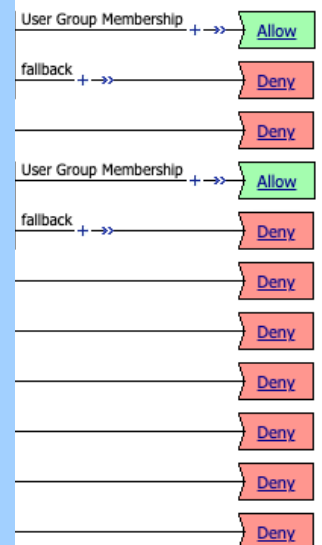 User Group Membership + Allow
fallback + Deny
Deny
User Group Membership + Allow
fallback + Deny
Deny
Deny
Deny
Deny
Deny
Deny